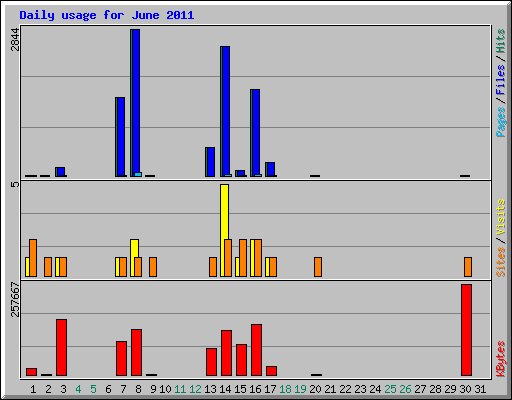 Daily usage for June 2011
2844
Pages / Files / Hits
5
Sites / Visits
257667
KBytes
1 2 3 4 5 6 7 8 9 10 11 12 13 14 15 16 17 18 19 20 21 22 23 24 25 26 27 28 29 30 31